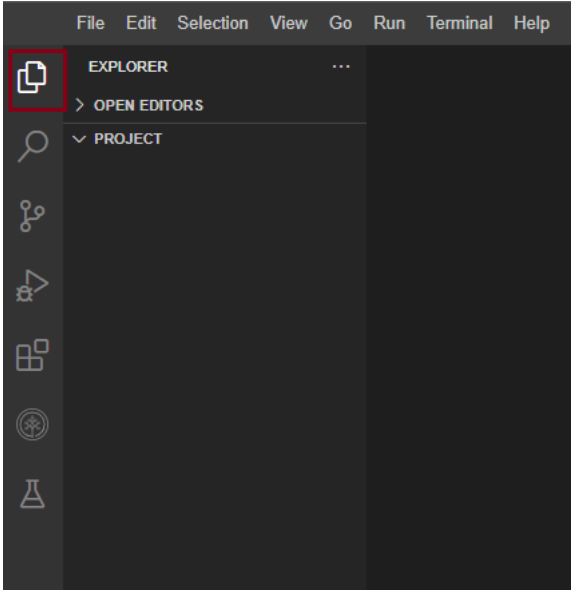 File Edit Selection View Go Run Terminal Help
EXPLORER ...
OPEN EDITORS
PROJECT